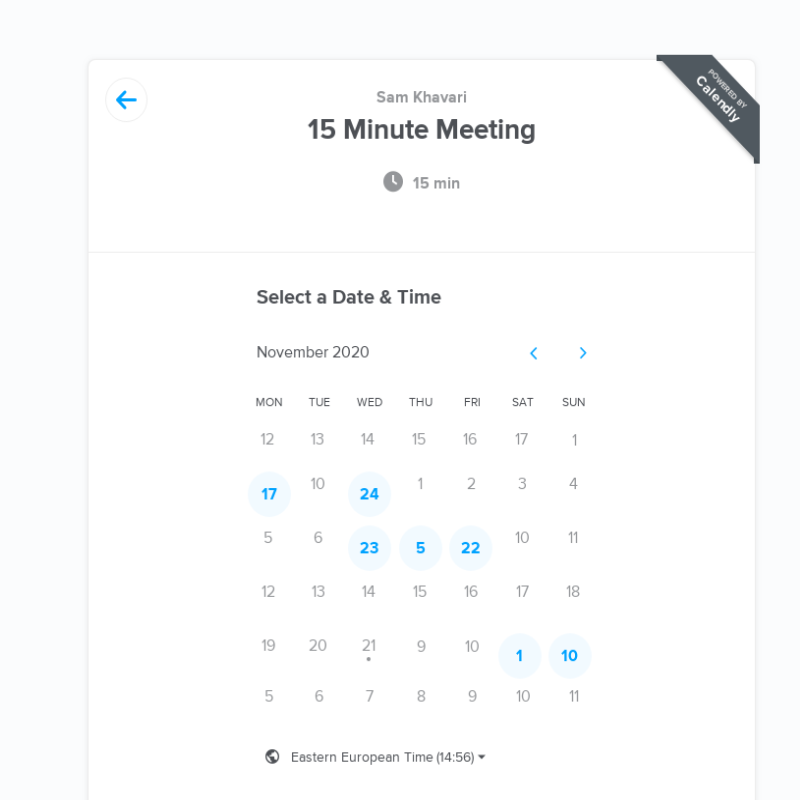 POWERED BY
Calendly
Sam Khavari
15 Minute Meeting
15 min
Select a Date & Time
November 2020
MON TUE WED THU FRI SAT SUN
12 13 14 15 16 17 1
17 10 24 1 2 3 4
5 6 23 5 22 10 11
12 13 14 15 16 17 18
19 20 21 9 10 1 10
5 6 7 8 9 10 11
Eastern European Time (14:56)